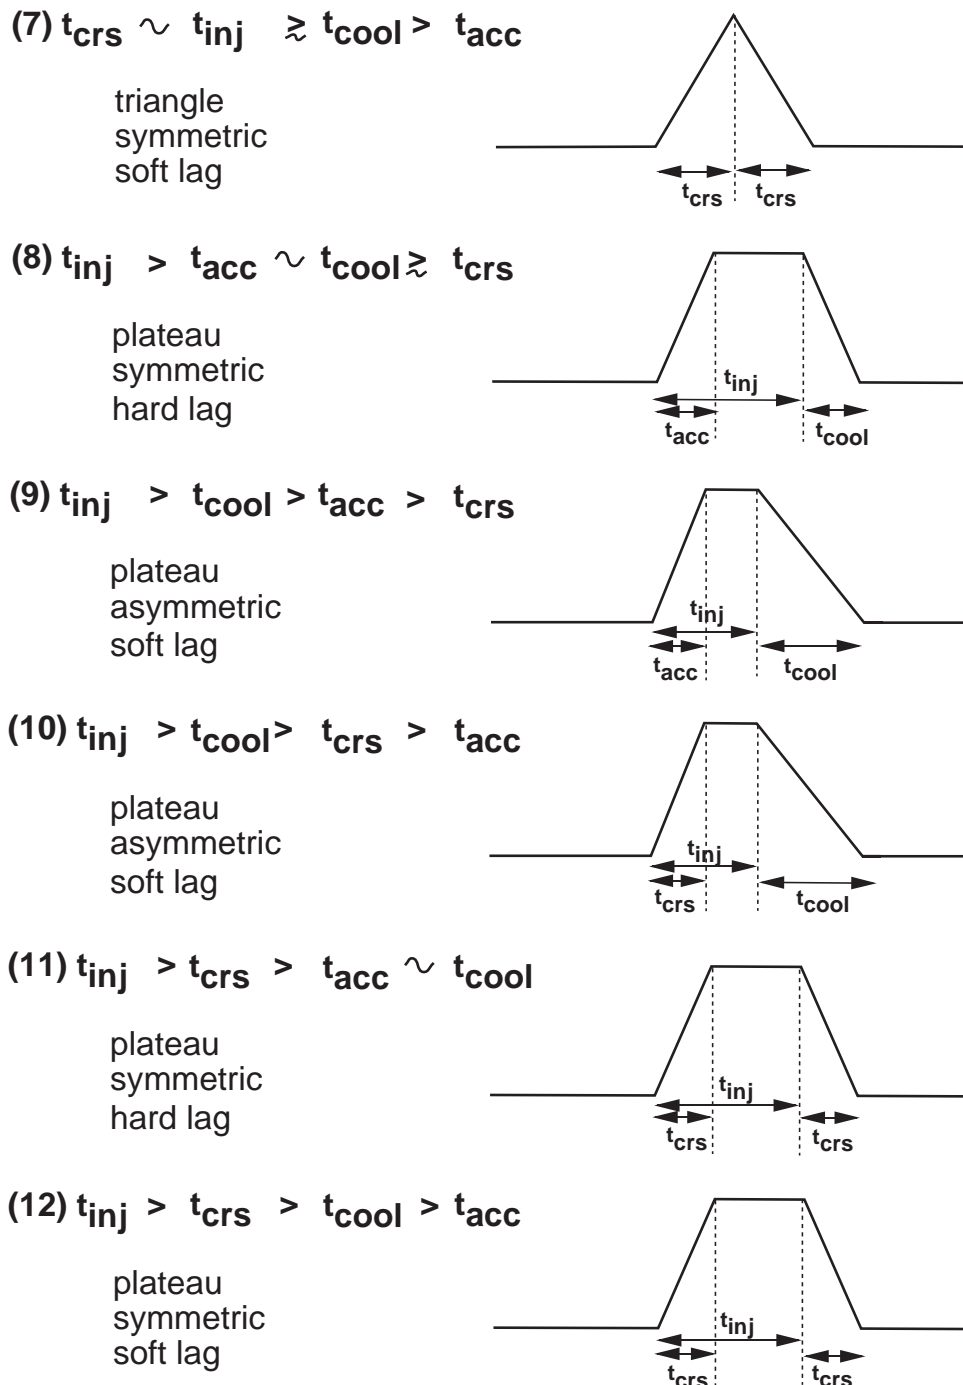 (7) tcrs ~ tinj ≳ tcool > tacc
triangle
symmetric
soft lag
tcrs tcrs
(8) tinj > tacc ~ tcool ≳ tcrs
plateau
symmetric
hard lag
tinj
tacc tcool
(9) tinj > tcool > tacc > tcrs
plateau
asymmetric
soft lag
tinj
tacc tcool
(10) tinj > tcool > tcrs > tacc
plateau
asymmetric
soft lag
tinj
tcrs tcool
(11) tinj > tcrs > tacc ~ tcool
plateau
symmetric
hard lag
tinj
tcrs tcrs
(12) tinj > tcrs > tcool > tacc
plateau
symmetric
soft lag
tinj
tcrs tcrs